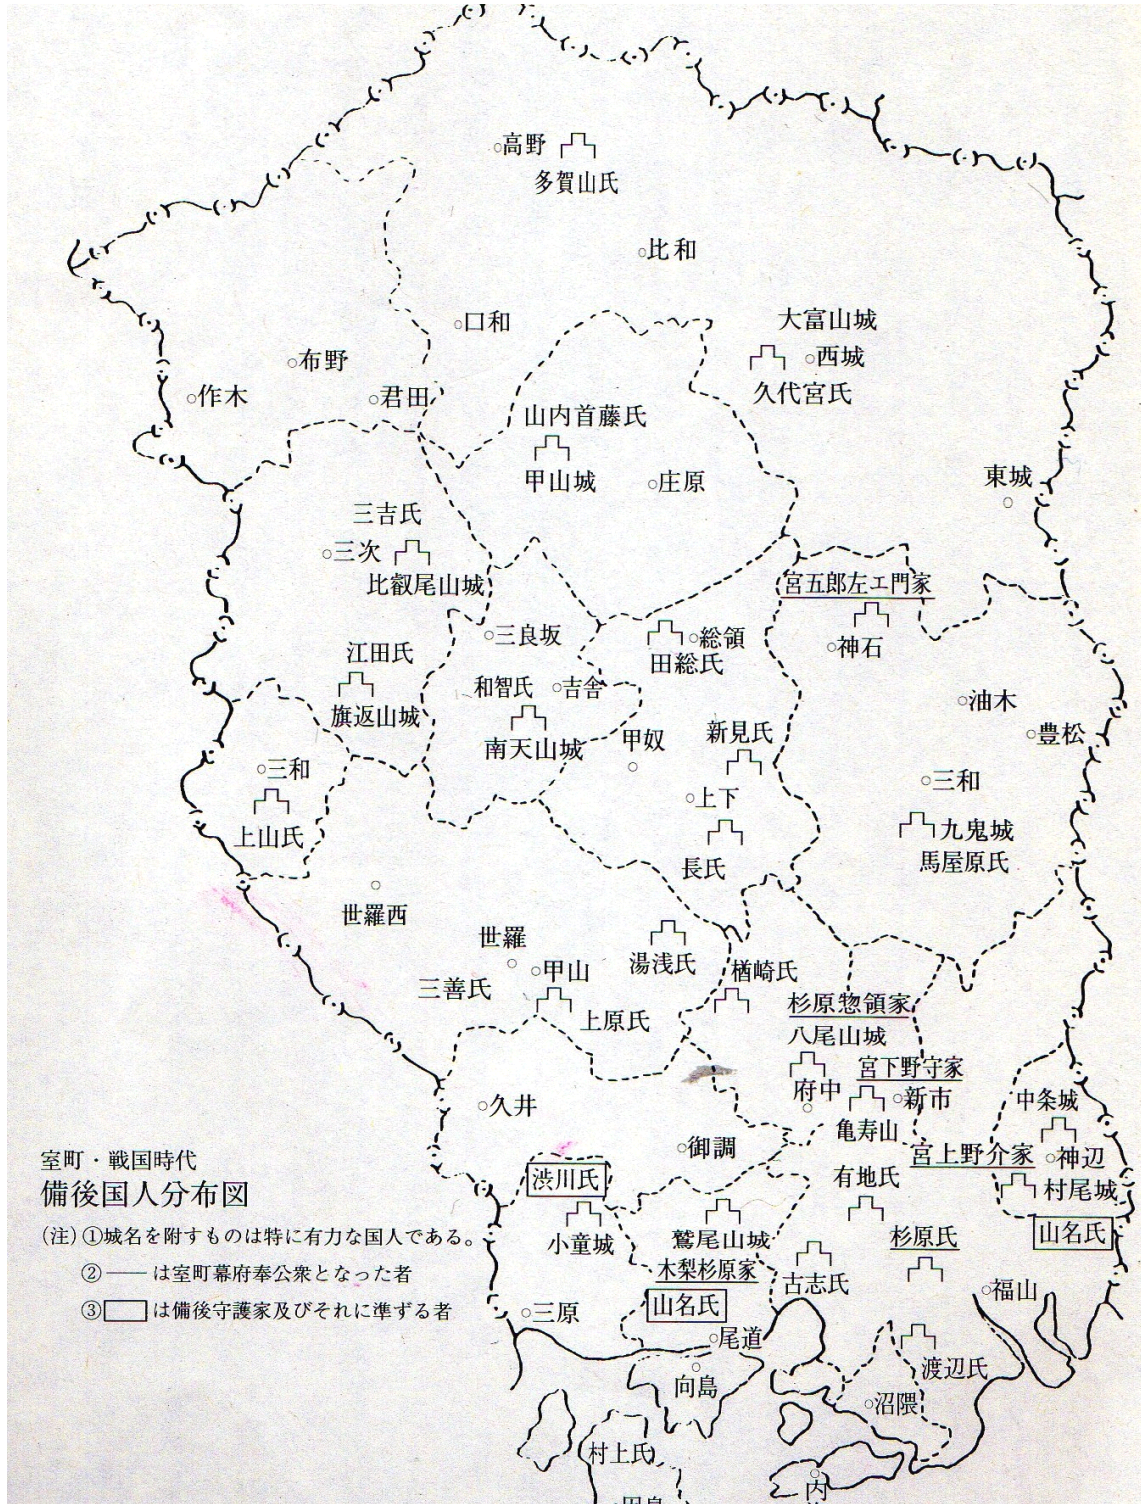 高野
多賀山氏
比和
口和
大富山城
西城
久代宮氏
布野
作木
君田
山内首藤氏
甲山城
庄原
東城
三吉氏
三次
比叡尾山城
宮五郎左エ門家
神石
三良坂
総領
田総氏
江田氏
旗返山城
和智氏
吉舎
南天山城
油木
豊松
甲奴
新見氏
三和
上山氏
上下
三和
九鬼城
馬屋原氏
長氏
世羅西
世羅
甲山
三善氏
上原氏
湯浅氏
楢崎氏
杉原惣領家
八尾山城
宮下野守家
府中
新市
亀寿山
中条城
久井
御調
宮上野介家
神辺
村尾城
山名氏
有地氏
渋川氏
小童城
鷲尾山城
木梨杉原家
山名氏
古志氏
杉原氏
福山
三原
尾道
向島
渡辺氏
沼隈
村上氏
内
室町・戦国時代
備後国人分布図
(注)①城名を附すものは特に有力な国人である。
②――は室町幕府奉公衆となった者
③は備後守護家及びそれに準ずる者